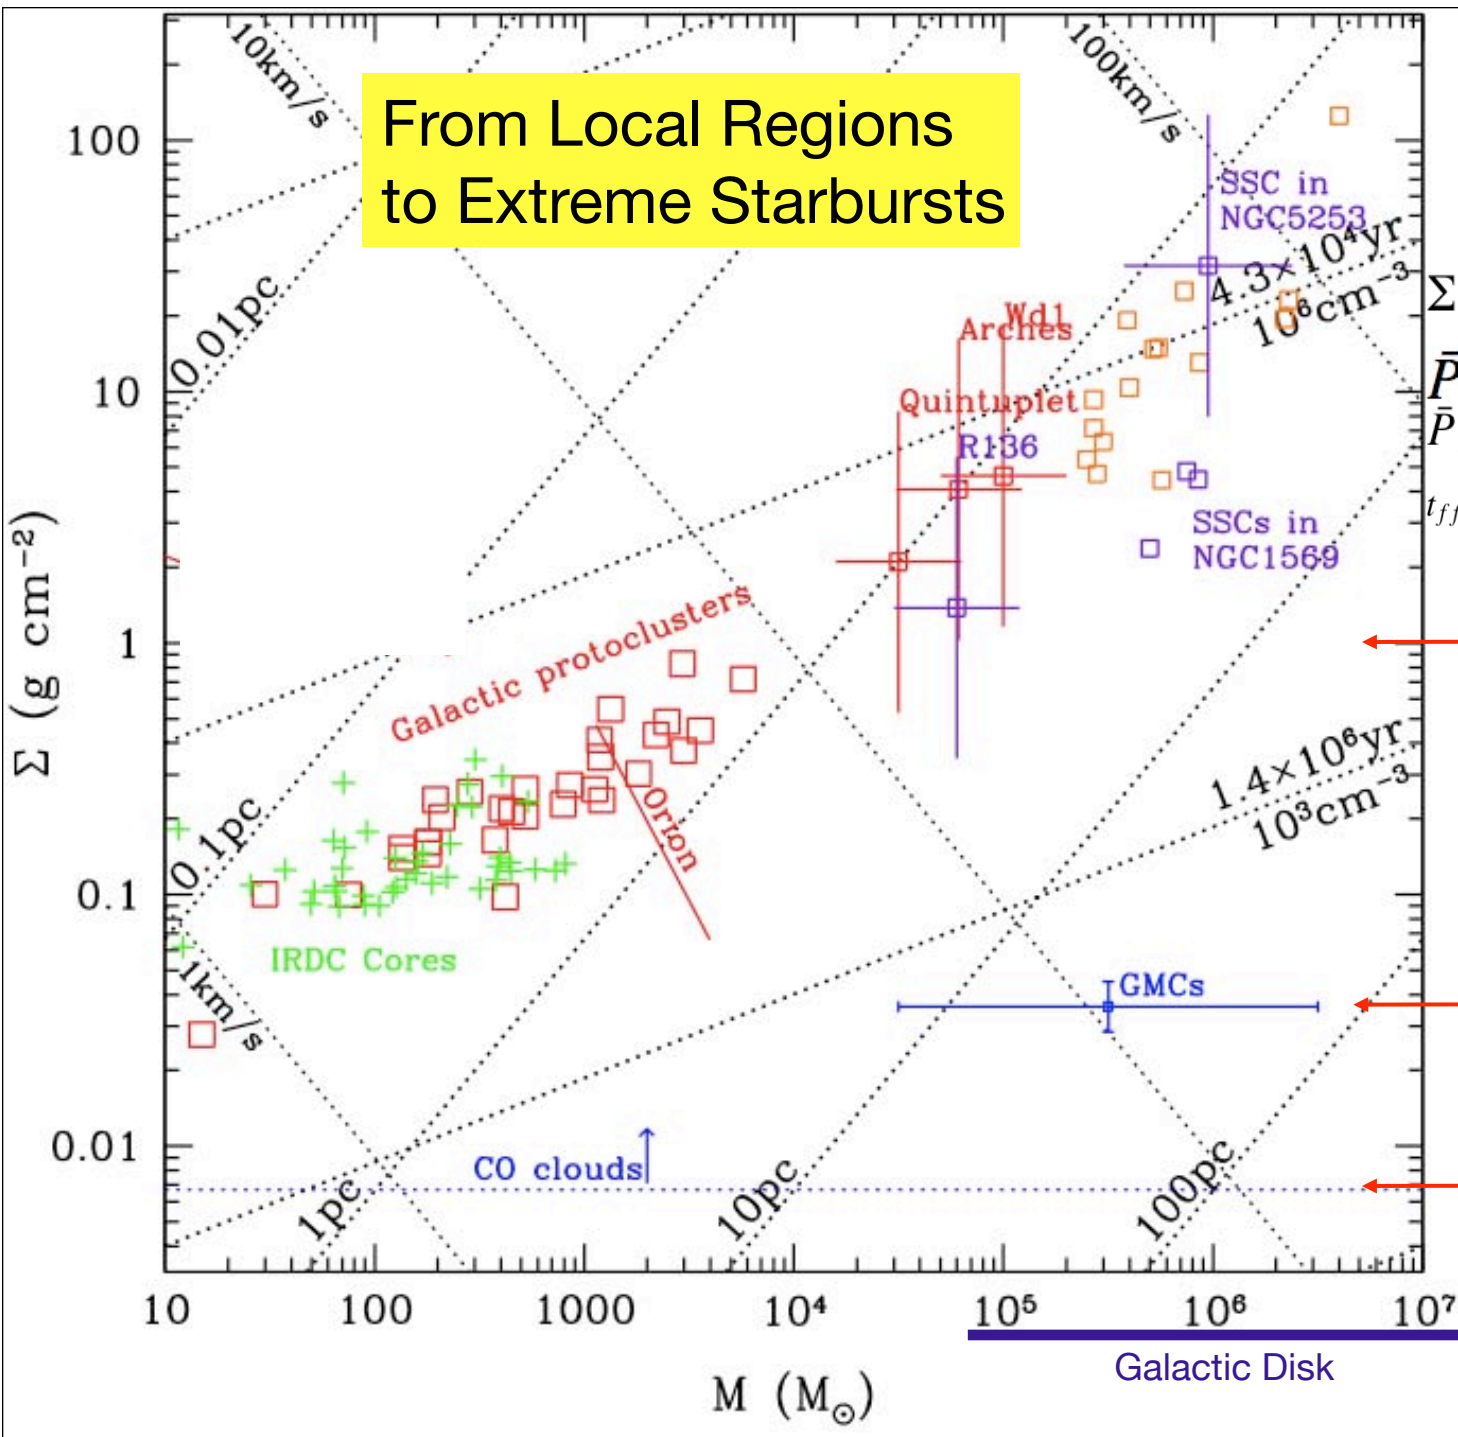 From Local Regions
to Extreme Starbursts
10km/s
100km/s
SSC in
NGC5253
4.3×10⁴yr
10⁶cm⁻³
0.01pc
Wd1
Arches
Quintuplet
R136
SSCs in
NGC1569
Galactic protoclusters
Orion
1.4×10⁶yr
10³cm⁻³
0.1pc
IRDC Cores
1km/s
GMCs
CO clouds
1pc
10pc
100pc
100
10
1
0.1
0.01
Σ (g cm⁻²)
10
100
1000
10⁴
10⁵
10⁶
10⁷
M (M☉)
Galactic Disk
Σ
P̄
P̄
t_ff